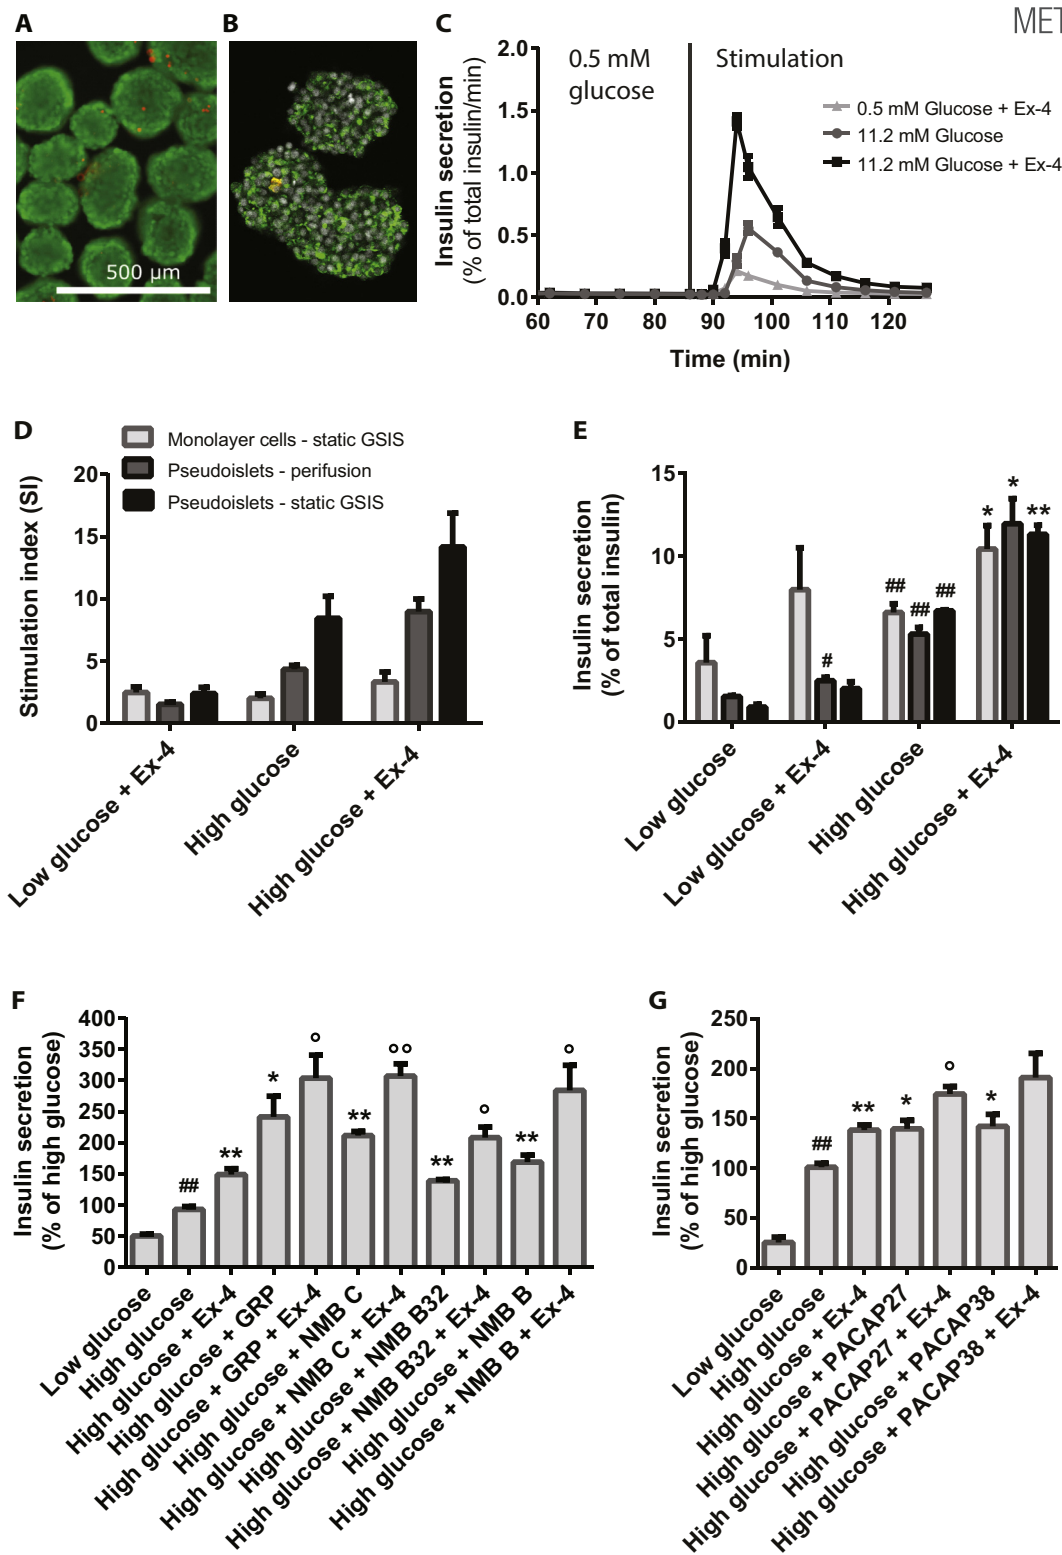 MET
A
B
500 µm
C
2.0
1.5
1.0
0.5
0.0
Insulin secretion
(% of total insulin/min)
0.5 mM
glucose
Stimulation
0.5 mM Glucose + Ex-4
11.2 mM Glucose
11.2 mM Glucose + Ex-4
60 70 80 90 100 110 120
Time (min)
D
Monolayer cells - static GSIS
Pseudoislets - perifusion
Pseudoislets - static GSIS
20
15
10
5
0
Stimulation index (SI)
Low glucose + Ex-4
High glucose
High glucose + Ex-4
E
15
10
5
0
Insulin secretion
(% of total insulin)
#
## ## ##
* * **
Low glucose
Low glucose + Ex-4
High glucose
High glucose + Ex-4
F
400
350
300
250
200
150
100
50
0
Insulin secretion
(% of high glucose)
## ** * ° ** °° ** ° ** °
Low glucose
High glucose
High glucose + Ex-4
High glucose + GRP
High glucose + GRP + Ex-4
High glucose + NMB C
High glucose + NMB C + Ex-4
High glucose + NMB B32
High glucose + NMB B32 + Ex-4
High glucose + NMB B
High glucose + NMB B + Ex-4
G
250
200
150
100
50
0
Insulin secretion
(% of high glucose)
## ** * ° *
Low glucose
High glucose
High glucose + Ex-4
High glucose + PACAP27
High glucose + PACAP27 + Ex-4
High glucose + PACAP38
High glucose + PACAP38 + Ex-4